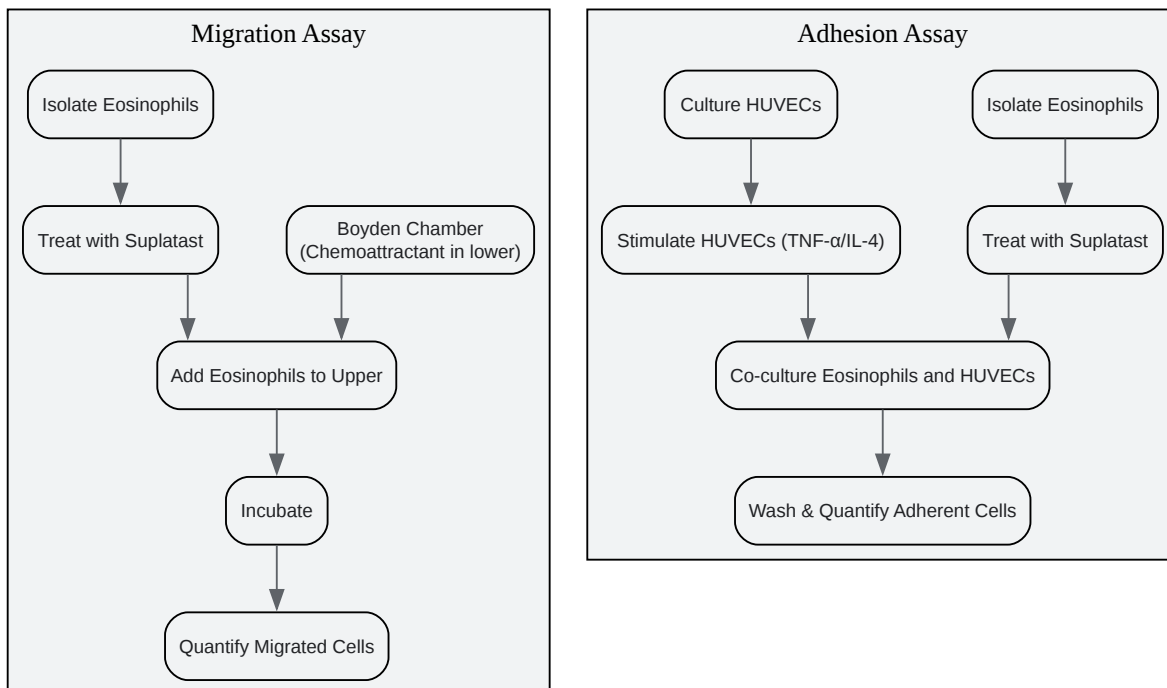 Migration Assay
Isolate Eosinophils
Treat with Suplatast
Boyden Chamber
(Chemoattractant in lower)
Add Eosinophils to Upper
Incubate
Quantify Migrated Cells
Adhesion Assay
Culture HUVECs
Isolate Eosinophils
Stimulate HUVECs (TNF-α/IL-4)
Treat with Suplatast
Co-culture Eosinophils and HUVECs
Wash & Quantify Adherent Cells